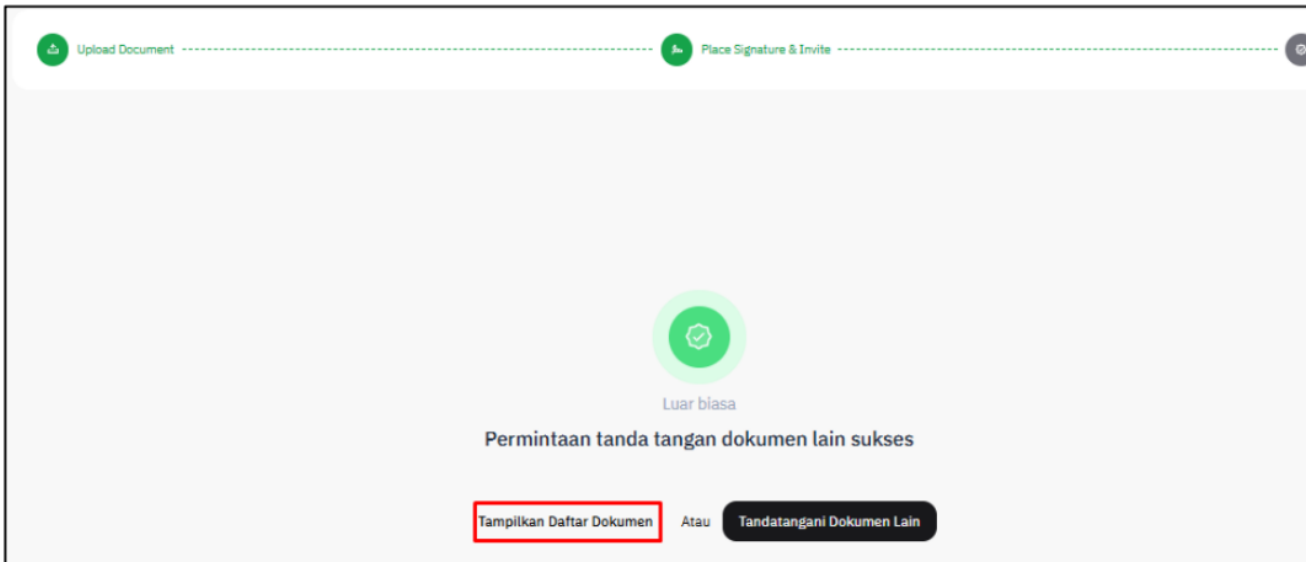 Upload Document
Place Signature & Invite
Luar biasa
Permintaan tanda tangan dokumen lain sukses
Tampilkan Daftar Dokumen Atau Tandatangani Dokumen Lain